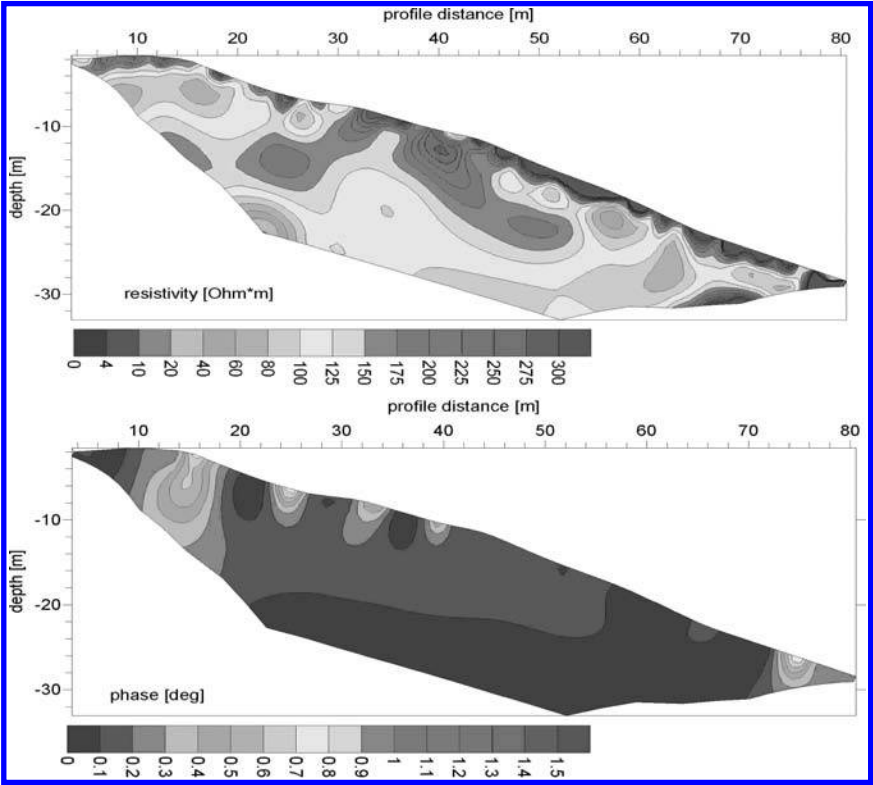 profile distance [m]
10 20 30 40 50 60 70 80
-10
-20
-30
depth [m]
resistivity [Ohm*m]
0 4 10 20 40 60 80 100 125 150 175 200 225 250 275 300
profile distance [m]
10 20 30 40 50 60 70 80
-10
-20
-30
depth [m]
phase [deg]
0 0.1 0.2 0.3 0.4 0.5 0.6 0.7 0.8 0.9 1 1.1 1.2 1.3 1.4 1.5